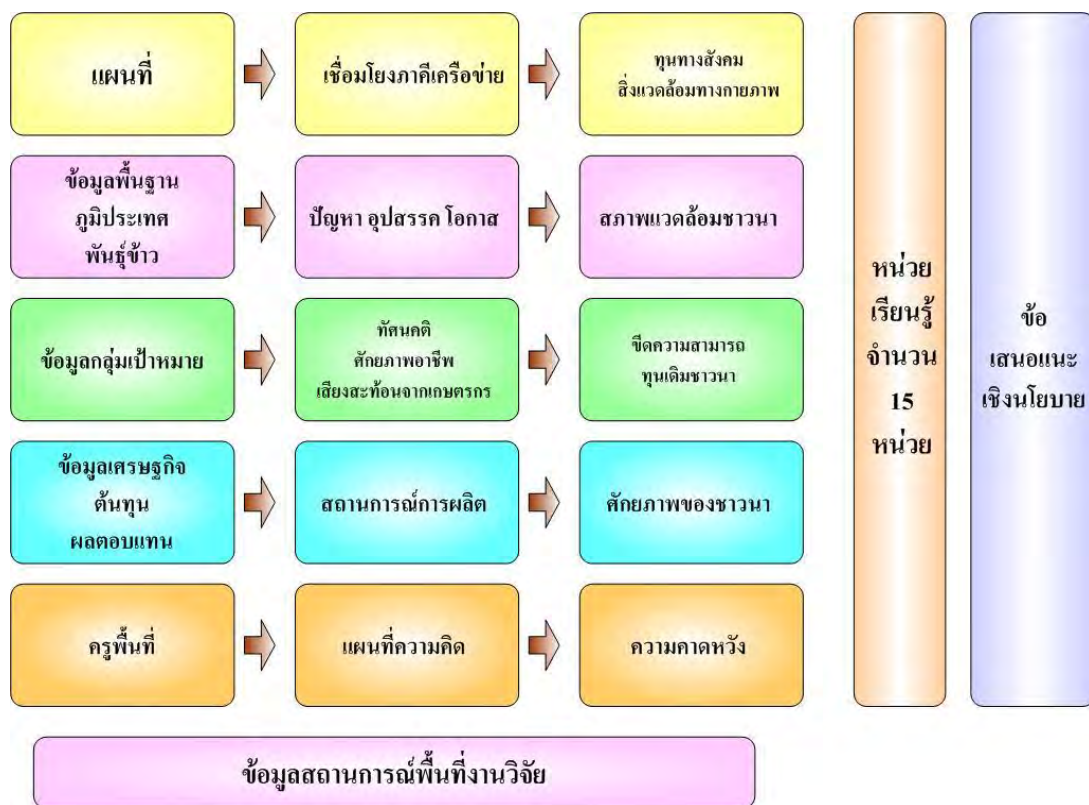 แผนที่
เชื่อมโยงภาคีเครือข่าย
ทุนทางสังคม
สิ่งแวดล้อมทางกายภาพ
ข้อมูลพื้นฐาน
ภูมิประเทศ
พันธุ์ข้าว
ปัญหา อุปสรรค โอกาส
สภาพแวดล้อมชาวนา
ข้อมูลกลุ่มเป้าหมาย
ทัศนคติ
ศักยภาพอาชีพ
เสียงสะท้อนจากเกษตรกร
ขีดความสามารถ
ทุนเดิมชาวนา
ข้อมูลเศรษฐกิจ
ต้นทุน
ผลตอบแทน
สถานการณ์การผลิต
ศักยภาพของชาวนา
ครูพื้นที่
แผนที่ความคิด
ความคาดหวัง
หน่วย
เรียนรู้
จำนวน
15
หน่วย
ข้อ
เสนอแนะ
เชิงนโยบาย
ข้อมูลสถานการณ์พื้นที่งานวิจัย